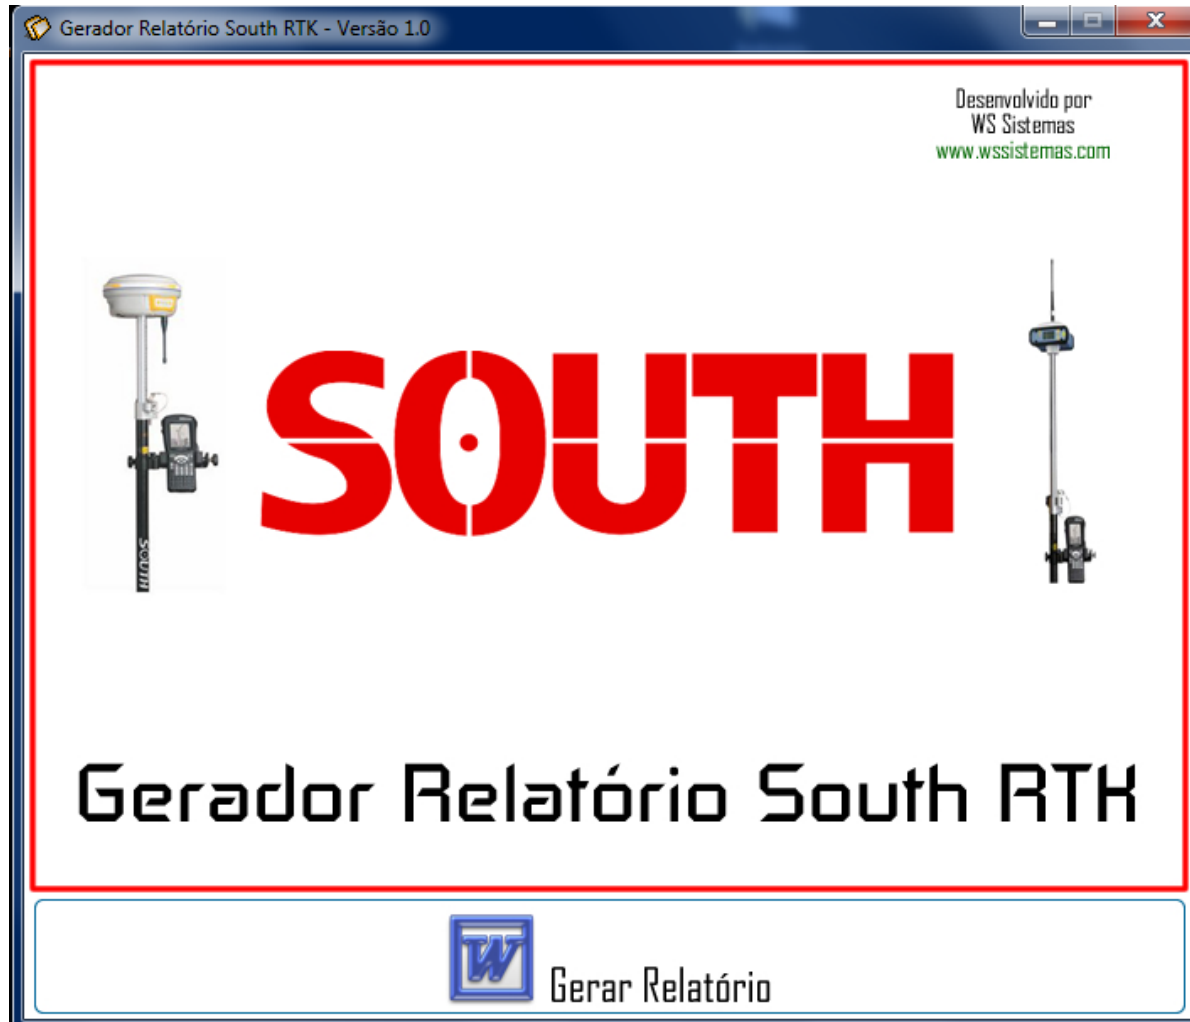 Gerador Relatório South RTK - Versão 1.0
Desenvolvido por
WS Sistemas
www.wssistemas.com
SOUTH
SOUTH
Gerador Relatório South RTK
Gerar Relatório